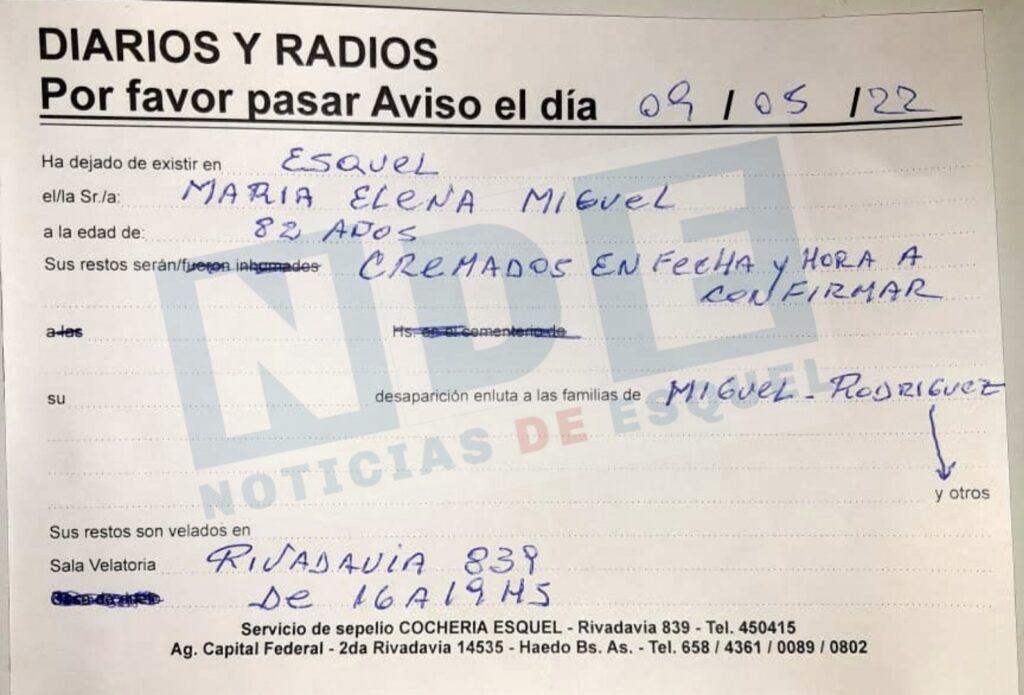 DIARIOS Y RADIOS
Por favor pasar Aviso el día 09 / 05 / 22
Ha dejado de existir en ESQUEL
el/la Sr./a: MARIA ELENA MIGUEL
a la edad de: 82 AÑOS
Sus restos serán/fueron inhumados CREMADOS EN FECHA y HORA A
CONFIRMAR
a las Hs. en el cementerio de
su desaparición enluta a las familias de MIGUEL - RODRIGUEZ
y otros
NDE
NOTICIAS DE ESQUEL
Sus restos son velados en
Sala Velatoria RIVADAVIA 839
DE 16 A 19 HS
Servicio de sepelio COCHERIA ESQUEL - Rivadavia 839 - Tel. 450415
Ag. Capital Federal - 2da Rivadavia 14535 - Haedo Bs. As. - Tel. 658 / 4361 / 0089 / 0802